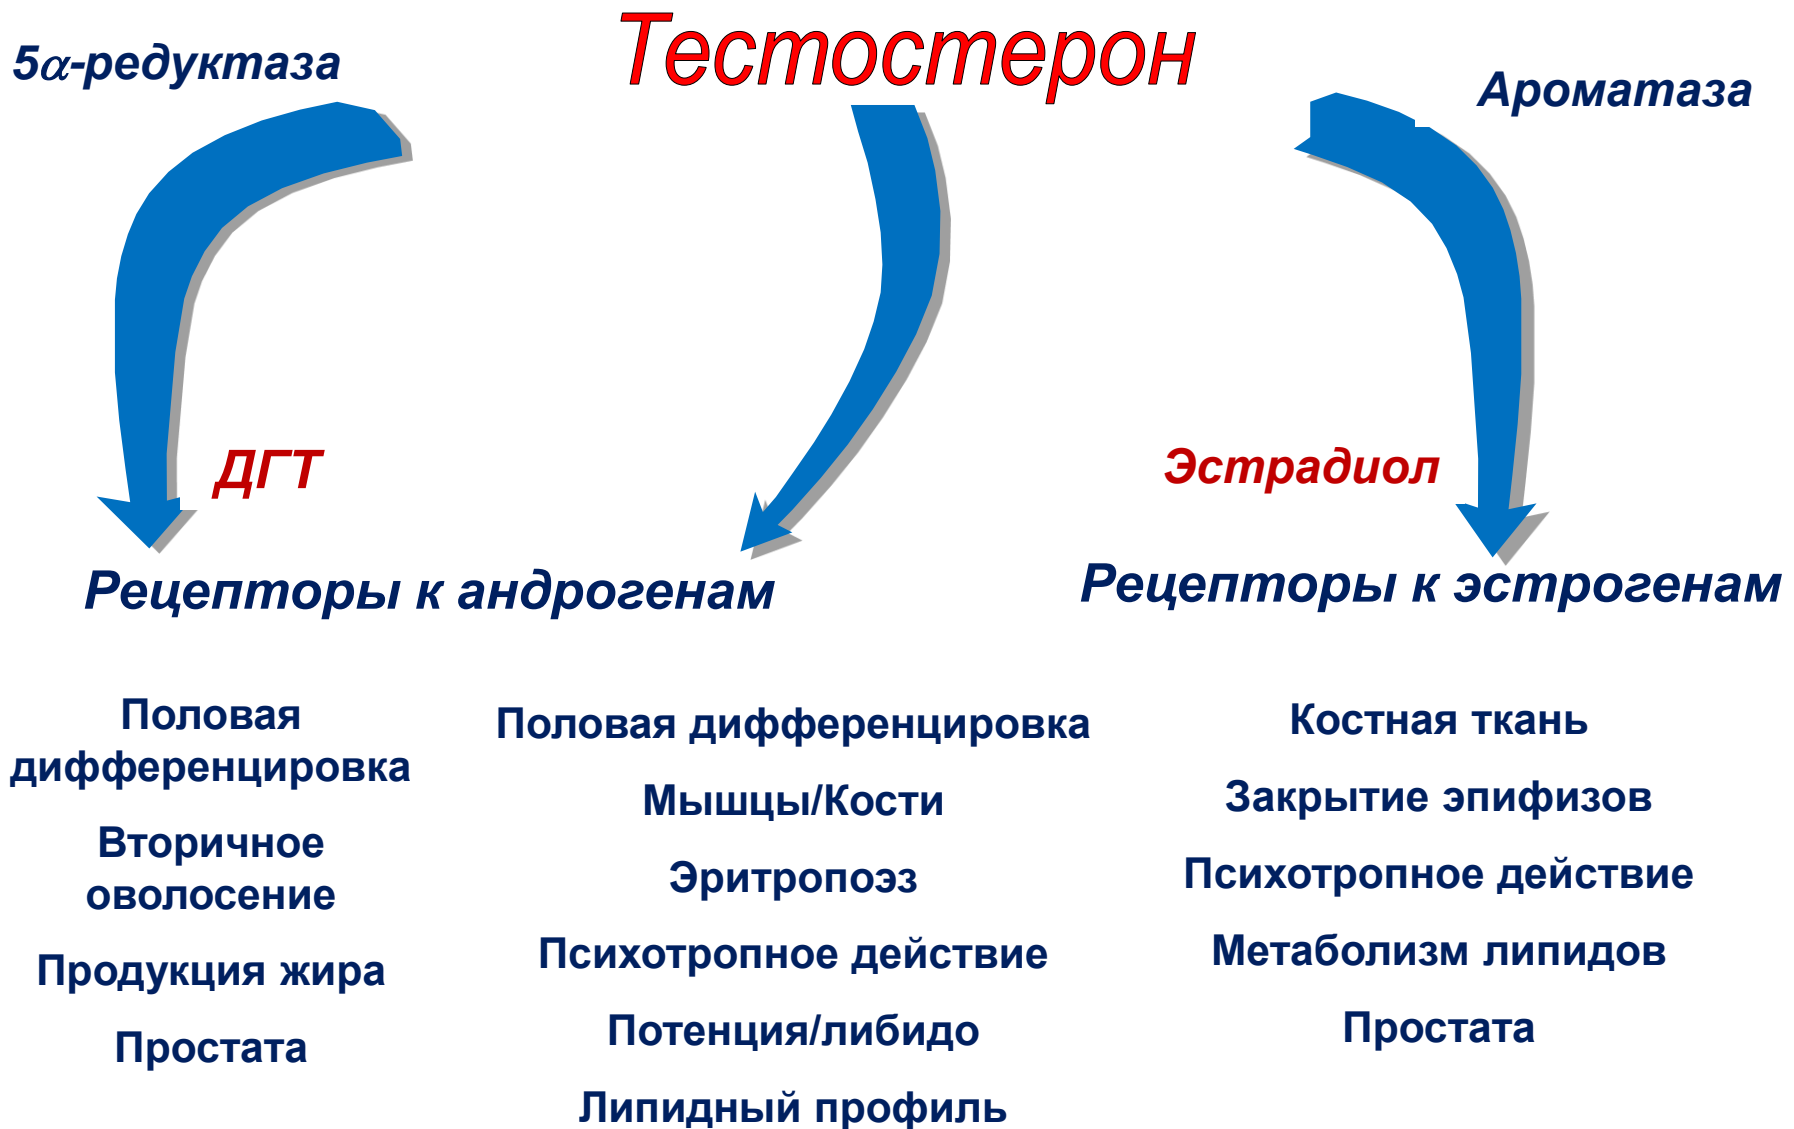 Тестостерон
5α-редуктаза
Ароматаза
ДГТ
Эстрадиол
Рецепторы к андрогенам
Рецепторы к эстрогенам
Половая
дифференцировка
Вторичное
оволосение
Продукция жира
Простата
Половая дифференцировка
Мышцы/Кости
Эритропоэз
Психотропное действие
Потенция/либидо
Липидный профиль
Костная ткань
Закрытие эпифизов
Психотропное действие
Метаболизм липидов
Простата